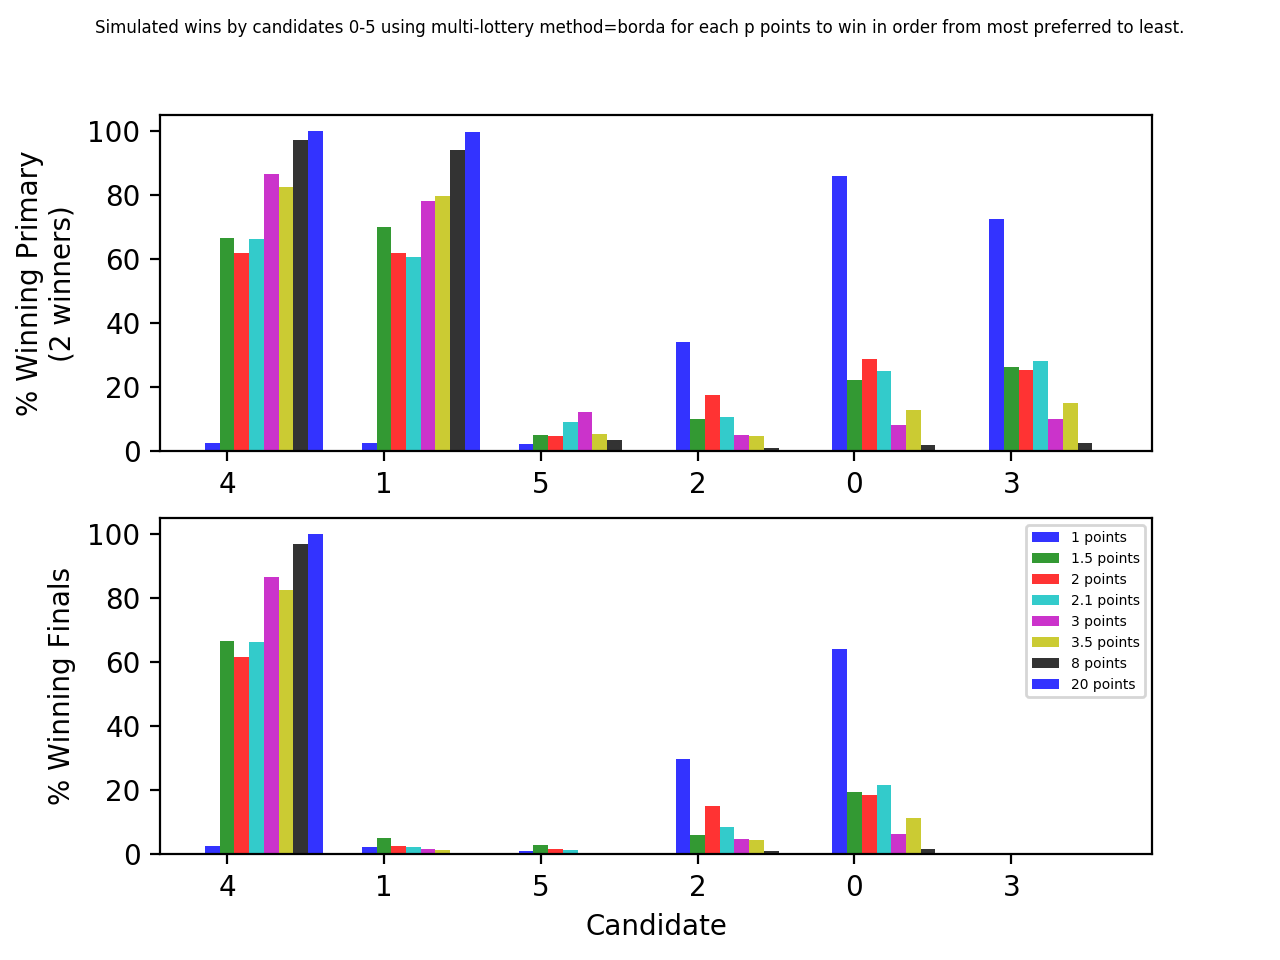 Simulated wins by candidates 0-5 using multi-lottery method=borda for each p points to win in order from most preferred to least.
% Winning Primary
(2 winners)
100
80
60
40
20
0
4 1 5 2 0 3
% Winning Finals
100
80
60
40
20
0
1 points
1.5 points
2 points
2.1 points
3 points
3.5 points
8 points
20 points
4 1 5 2 0 3
Candidate